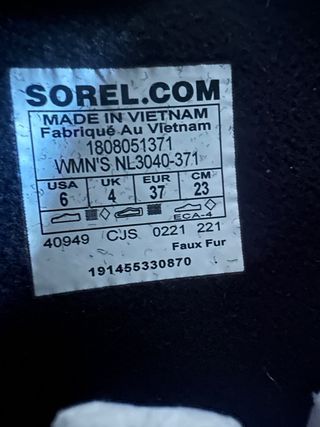 SOREL.COM
MADE IN VIETNAM
Fabriqué Au Vietnam
1808051371
WMN'S NL3040-371
USA UK EUR CM
6 4 37 23
ECA-4
40949 CJS 0221 221
Faux Fur
191455330870